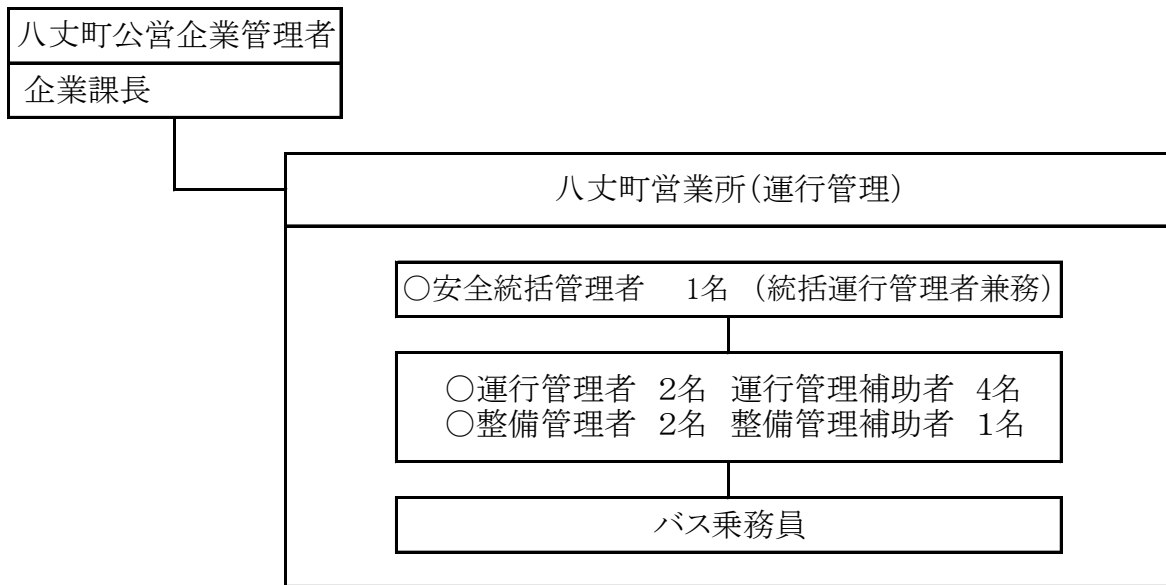 八丈町公営企業管理者
企業課長
八丈町営業所(運行管理)
○安全統括管理者　1名　(統括運行管理者兼務)
○運行管理者　2名　運行管理補助者　4名
○整備管理者　2名　整備管理補助者　1名
バス乗務員